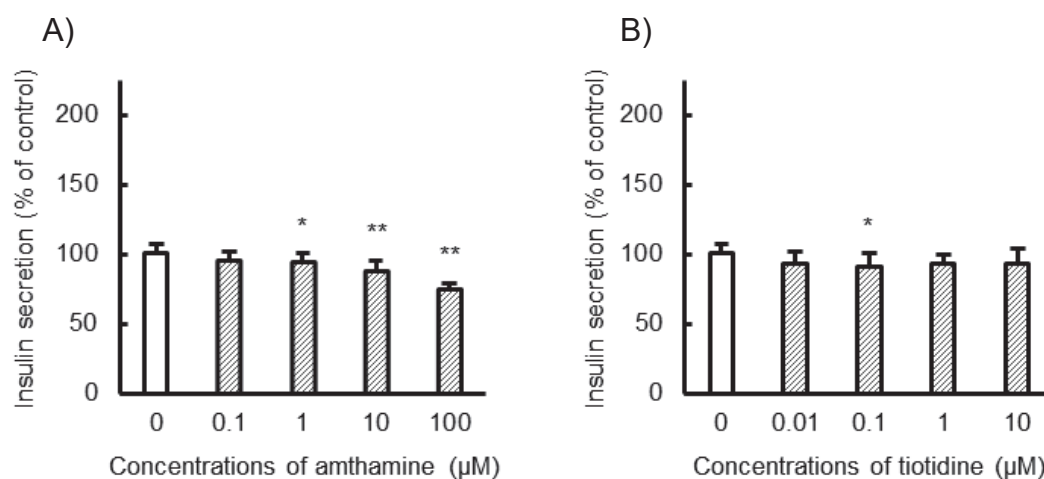 A)
Insulin secretion (% of control)
200
150
100
50
0
*
**
**
0 0.1 1 10 100
Concentrations of amthamine (µM)
B)
Insulin secretion (% of control)
200
150
100
50
0
*
0 0.01 0.1 1 10
Concentrations of tiotidine (µM)